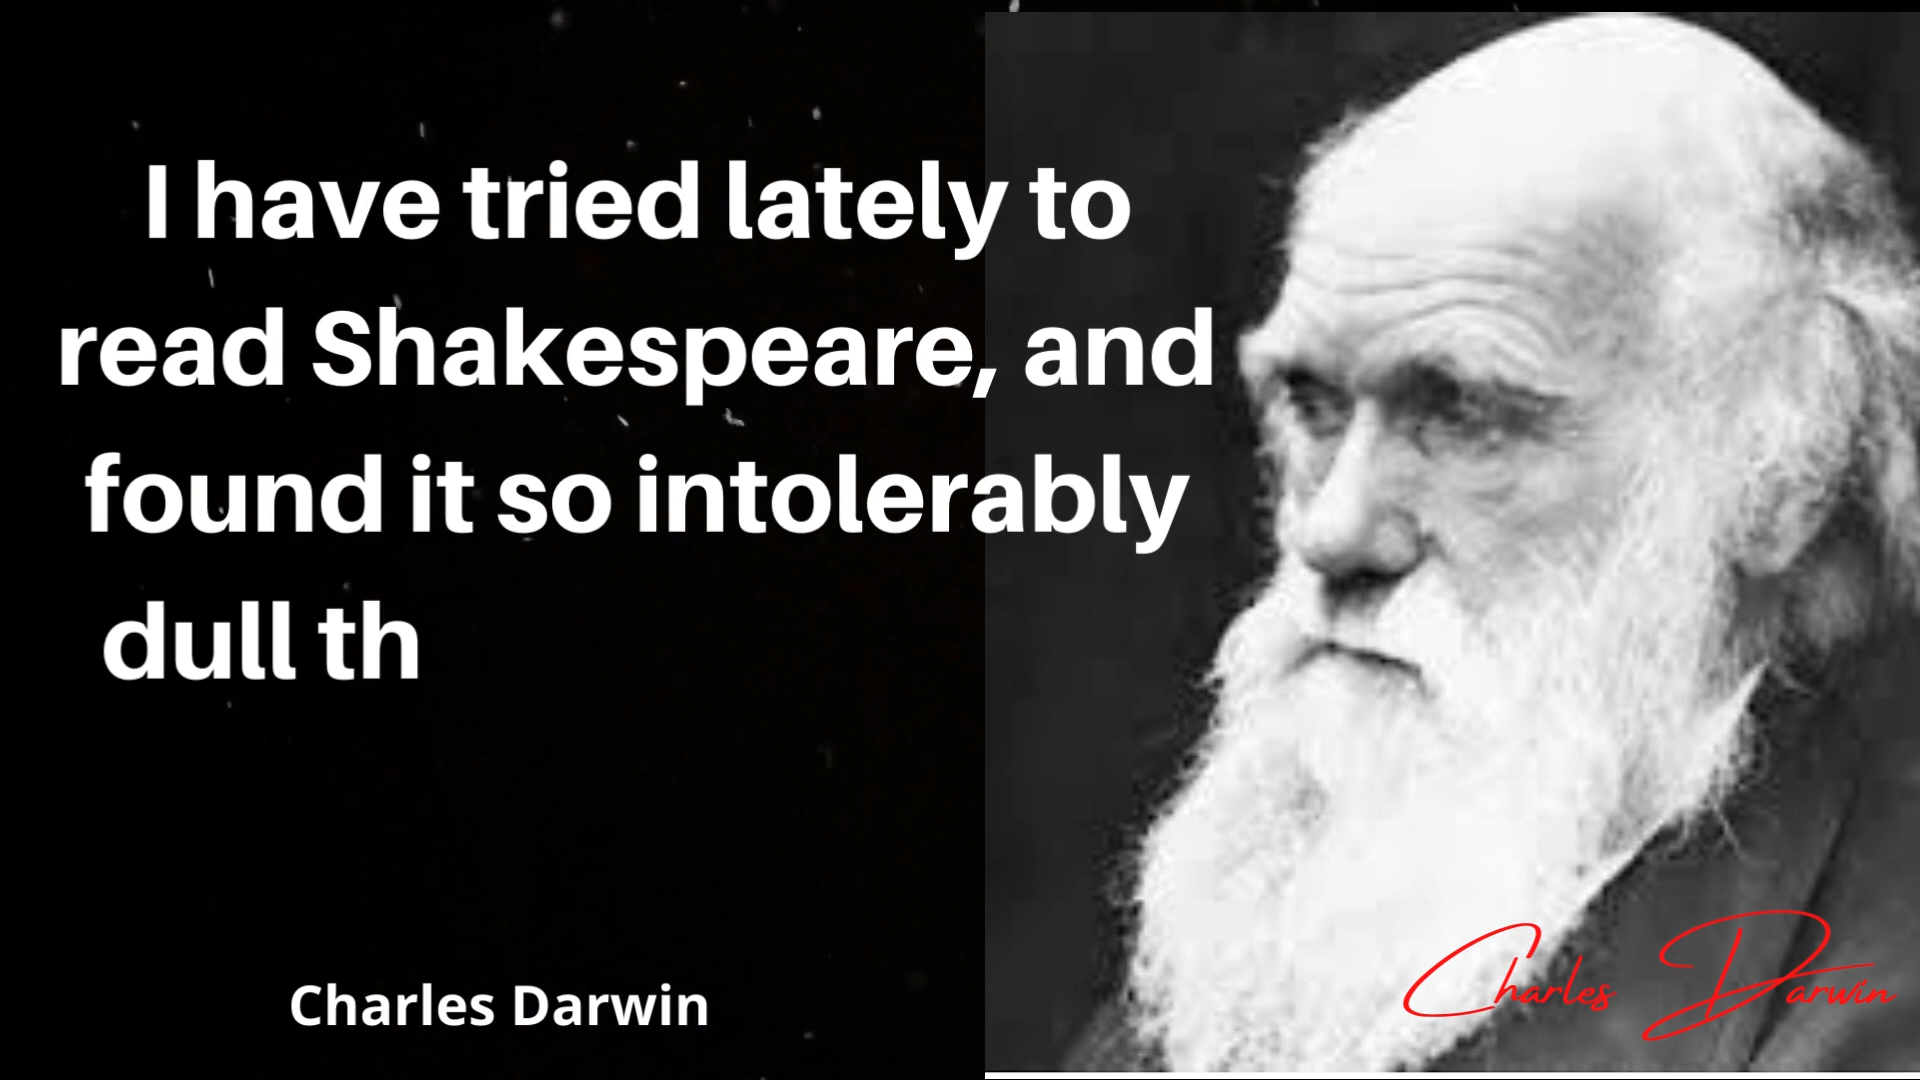 I have tried lately to
read Shakespeare, and
found it so intolerably
dull th
Charles Darwin
Charles Darwin